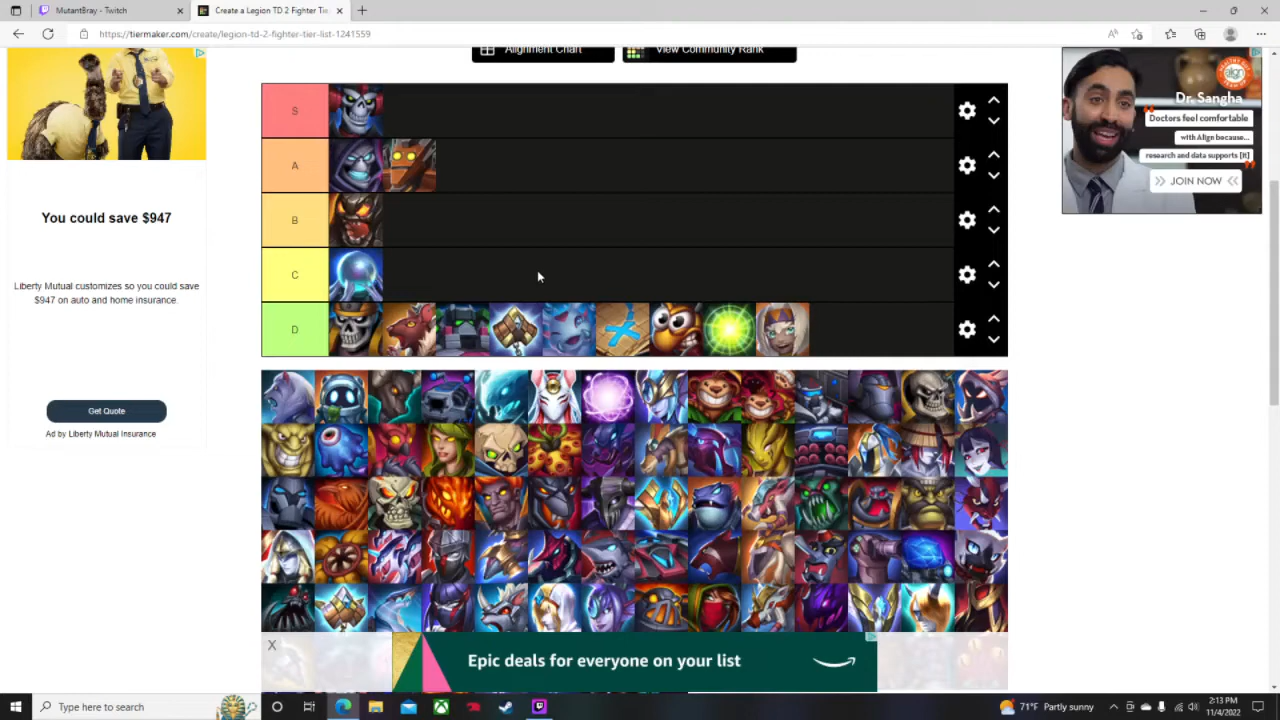 MutantBray - Twitch
Create a Legion TD 2 Fighter Tie
https://tiermaker.com/create/legion-td-2-fighter-tier-list-1241559
Alignment Chart
View Community Rank
S
A
B
C
D
You could save $947
Liberty Mutual customizes so you could save
$947 on auto and home insurance.
Get Quote
Ad by Liberty Mutual Insurance
align
Dr. Sangha
Doctors feel comfortable
with Align because...
research and data supports [it]
JOIN NOW
X
Epic deals for everyone on your list
Type here to search
71°F Partly sunny
2:13 PM
11/4/2022